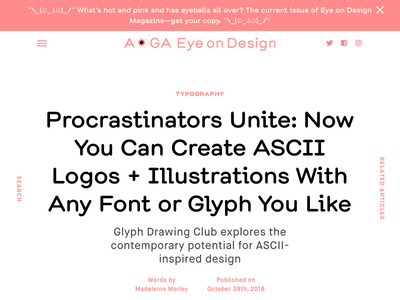 ¯\_(⊙_ʖ⊙)_/¯ What's hot and pink and has eyeballs all over? The current issue of Eye on Design
Magazine—get your copy. ¯\_(⊙_ʖ⊙)_/¯
A GA Eye on Design
TYPOGRAPHY
Procrastinators Unite: Now
You Can Create ASCII
Logos + Illustrations With
Any Font or Glyph You Like
SEARCH
RELATED ARTICLES
Glyph Drawing Club explores the
contemporary potential for ASCII-
inspired design
Words by
Madeleine Morley
Published on
October 29th, 2018